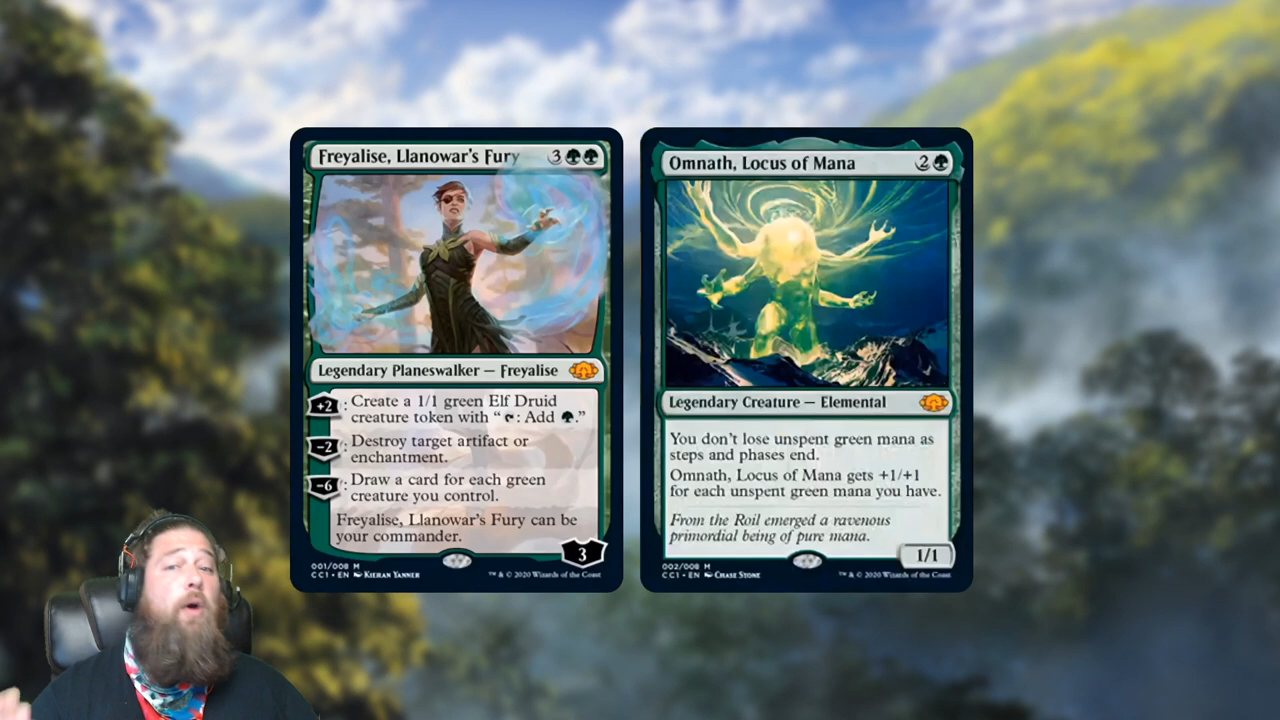 Freyalise, Llanowar's Fury 3
Legendary Planeswalker — Freyalise
+2: Create a 1/1 green Elf Druid
creature token with “ : Add .”
-2: Destroy target artifact or
enchantment.
-6: Draw a card for each green
creature you control.
Freyalise, Llanowar's Fury can be
your commander.
3
001/008 M
CC1 • EN Kieran Yanner ™ & © 2020 Wizards of the Coast
Omnath, Locus of Mana 2
Legendary Creature — Elemental
You don't lose unspent green mana as
steps and phases end.
Omnath, Locus of Mana gets +1/+1
for each unspent green mana you have.
From the Roil emerged a ravenous
primordial being of pure mana.
1/1
002/008 M
CC1 • EN Chase Stone ™ & © 2020 Wizards of the Coast